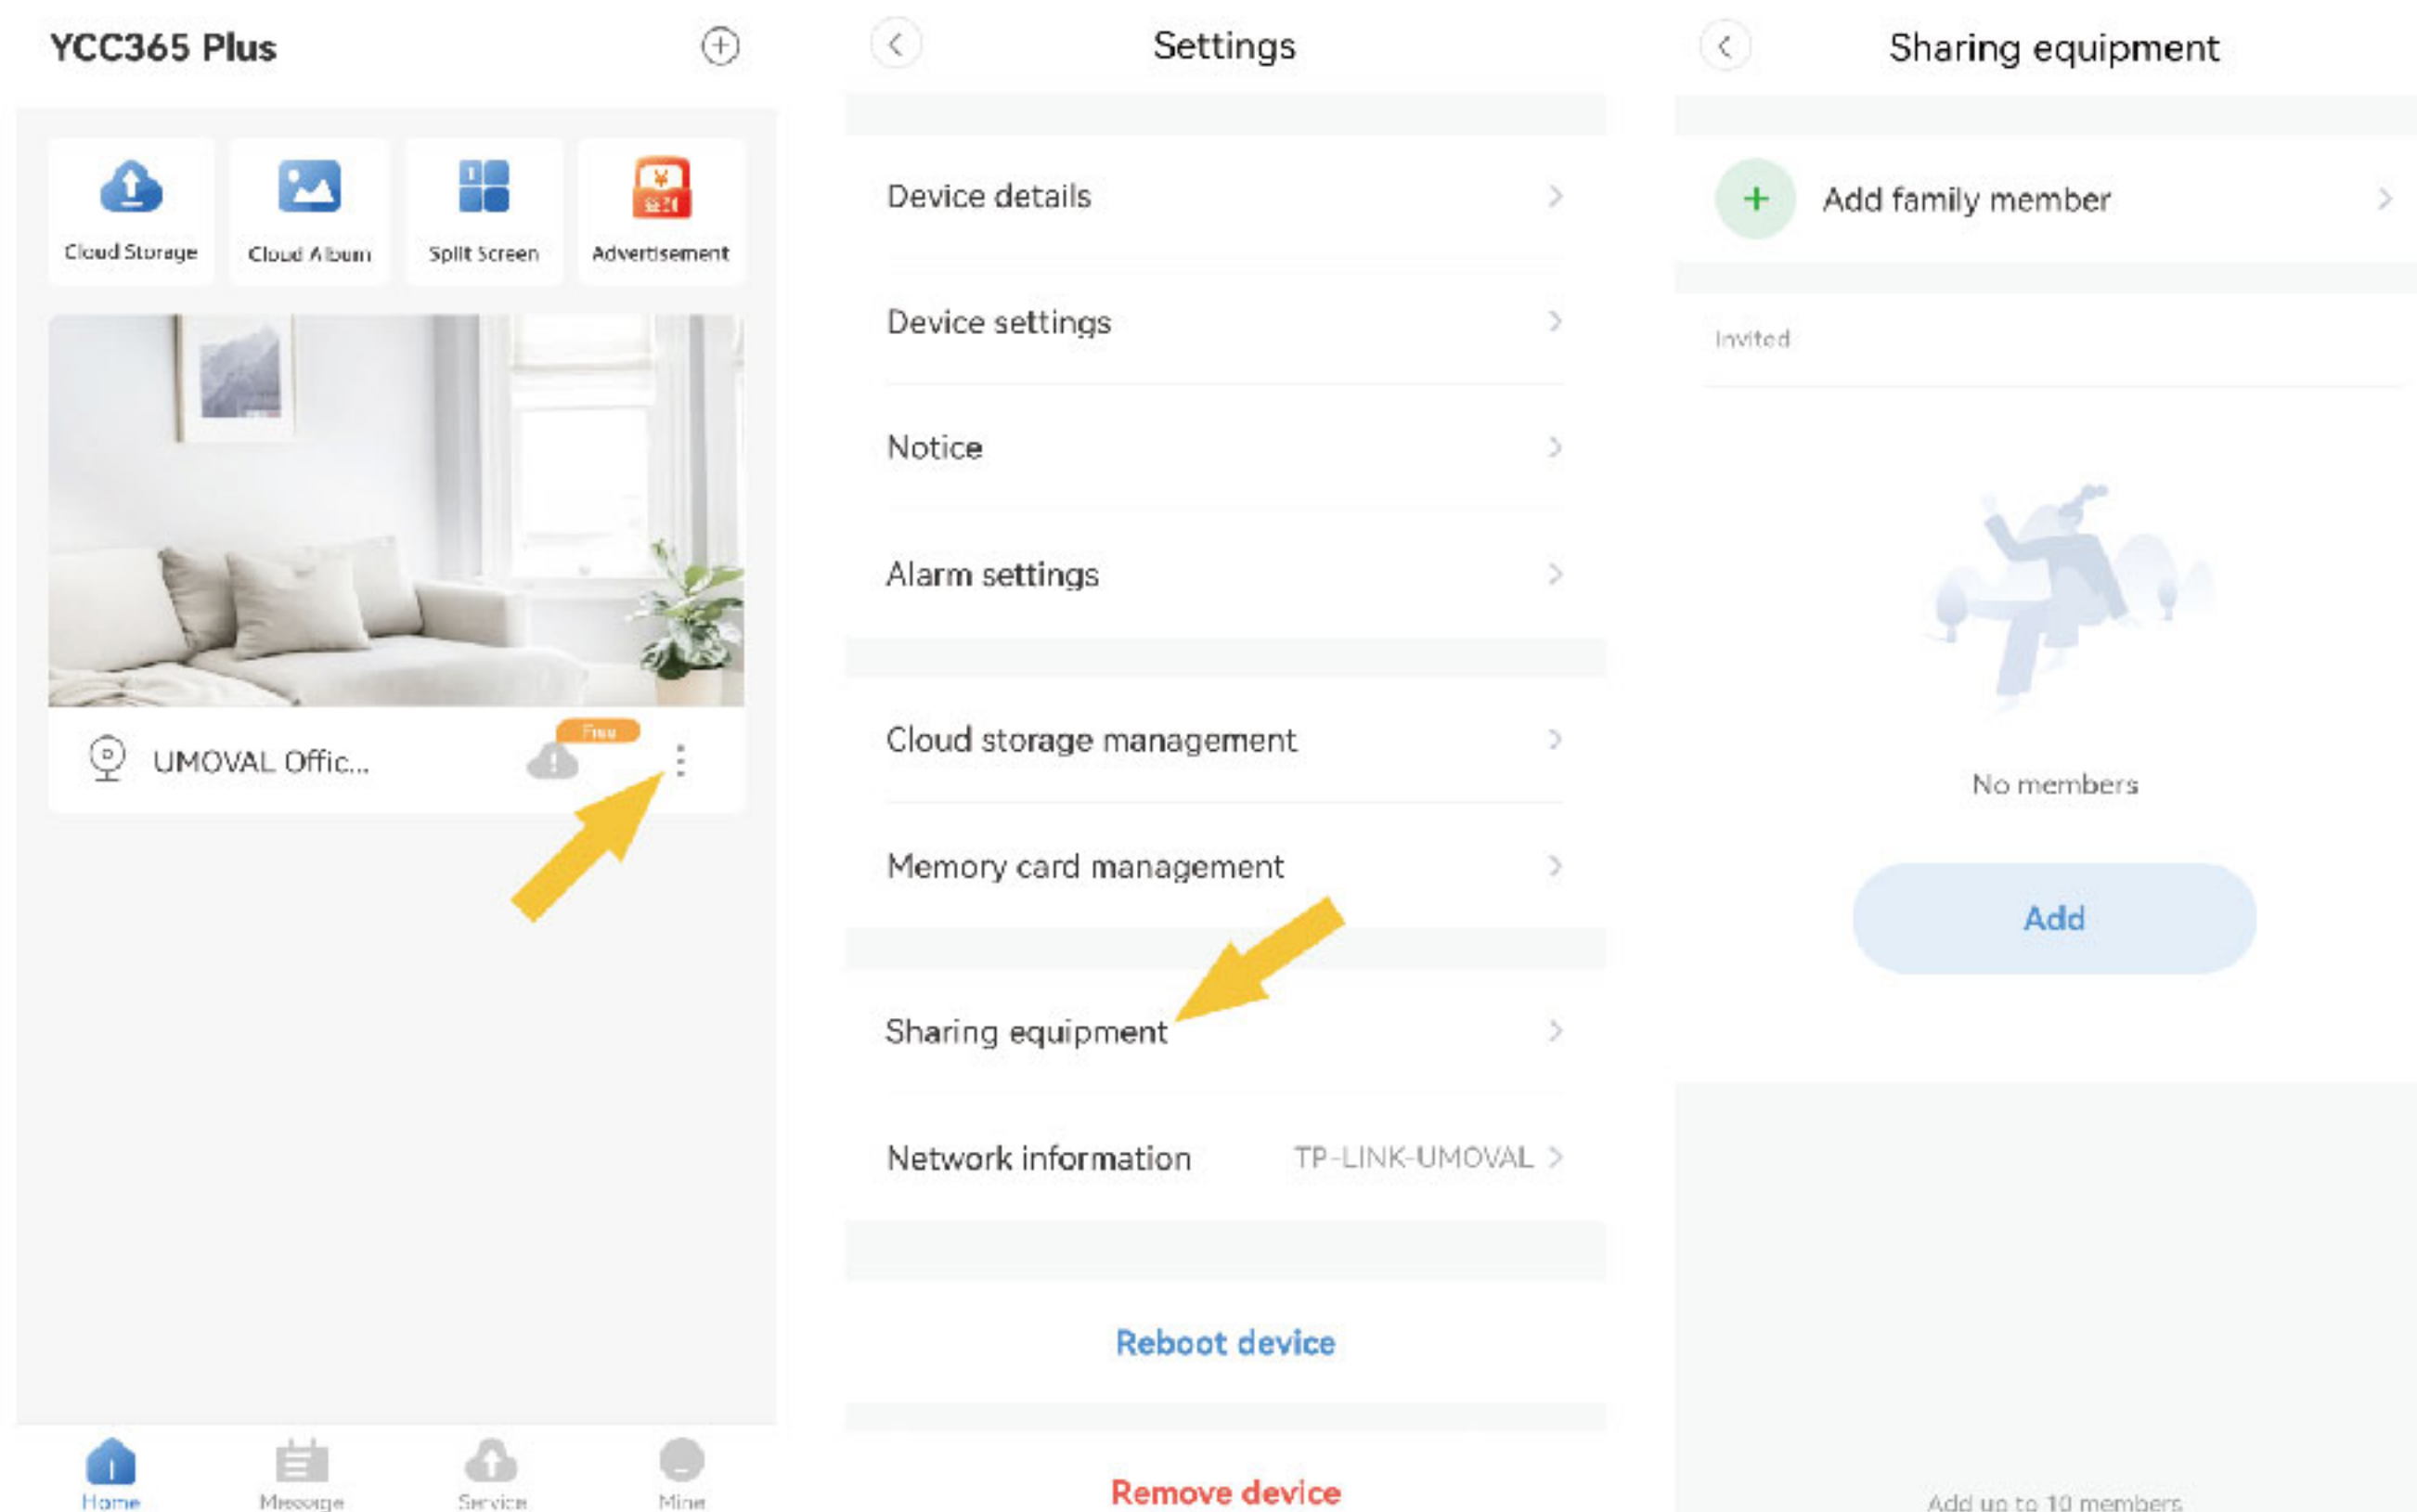 YCC365 Plus
Cloud Storage
Cloud Album
Split Screen
Advertisement
UMOVAL Offic...
Free
Home
Message
Service
Mine
Settings
Device details
Device settings
Notice
Alarm settings
Cloud storage management
Memory card management
Sharing equipment
Network information TP-LINK-UMOVAL
Reboot device
Remove device
Sharing equipment
Add family member
Invited
No members
Add
Add up to 10 members